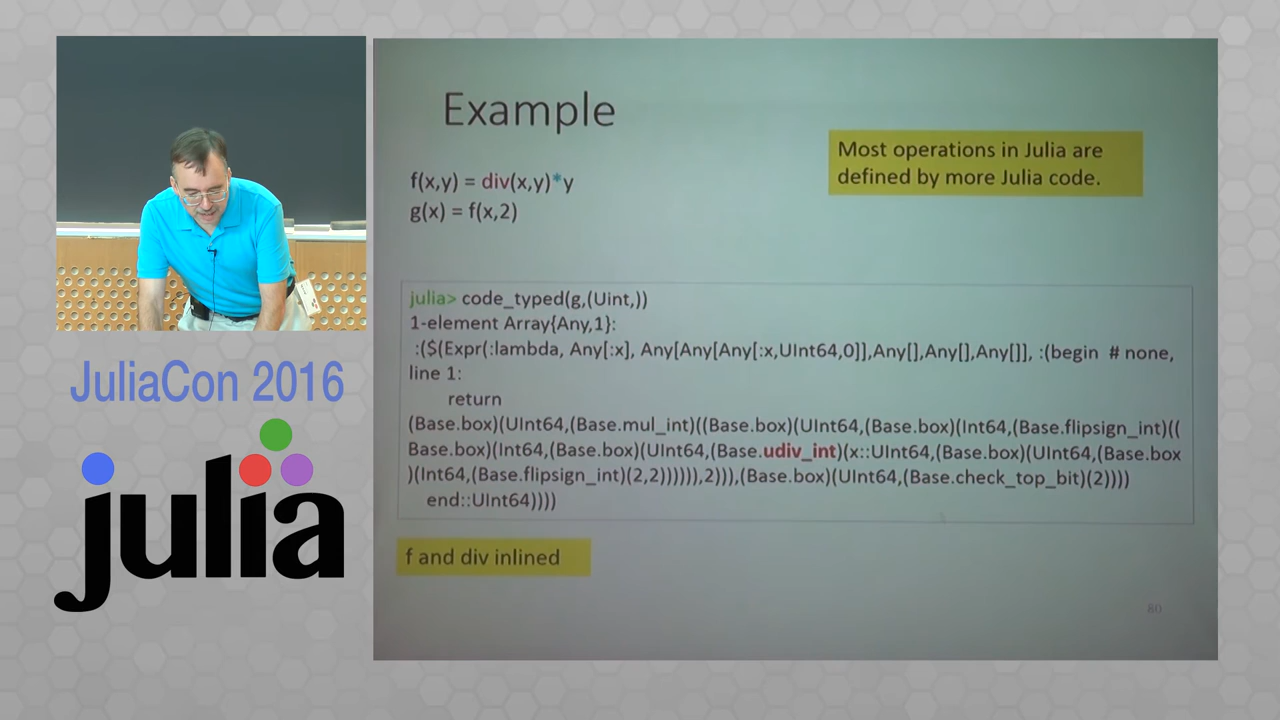 Example
Most operations in Julia are
defined by more Julia code.
f(x,y) = div(x,y)*y
g(x) = f(x,2)
julia> code_typed(g,(Uint,))
1-element Array{Any,1}:
:($(Expr(:lambda, Any[:x], Any[Any[Any[:x,UInt64,0]],Any[],Any[],Any[]], :(begin # none,
line 1:
return
(Base.box)(UInt64,(Base.mul_int)((Base.box)(UInt64,(Base.box)(Int64,(Base.flipsign_int)((
Base.box)(Int64,(Base.box)(UInt64,(Base.udiv_int)(x::UInt64,(Base.box)(UInt64,(Base.box
)(Int64,(Base.flipsign_int)(2,2)))))),2))),(Base.box)(UInt64,(Base.check_top_bit)(2))))
end::UInt64))))
f and div inlined
80
JuliaCon 2016
julia